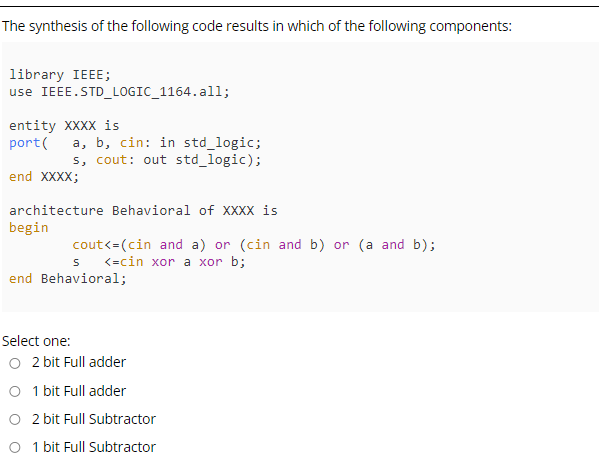 The synthesis of the following code results in which of the following components:
library IEEE;
use IEEE.STD_LOGIC_1164.all;
entity XXXX is
port( a, b, cin: in std_logic;
s, cout: out std_logic);
end XXXX;
architecture Behavioral of XXXX is
begin
cout<=(cin and a) or (cin and b) or (a and b);
s <=cin xor a xor b;
end Behavioral;
Select one:
2 bit Full adder
1 bit Full adder
2 bit Full Subtractor
1 bit Full Subtractor